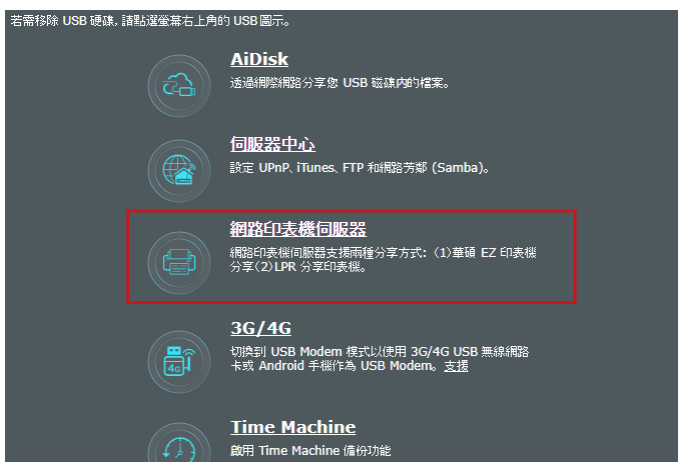 若需移除 USB 硬碟, 請點選螢幕右上角的 USB圖示。
AiDisk
透過網際網路分享您 USB 磁碟內的檔案。
伺服器中心
設定 UPnP、iTunes、FTP 和網路芳鄰 (Samba)。
網路印表機伺服器
網路印表機伺服器支援兩種分享方式: (1)華碩 EZ 印表機
分享(2)LPR 分享印表機。
3G/4G
4G
切換到 USB Modem 模式以使用 3G/4G USB 無線網路
卡或 Android 手機作為 USB Modem。支援
Time Machine
啟用 Time Machine 備份功能